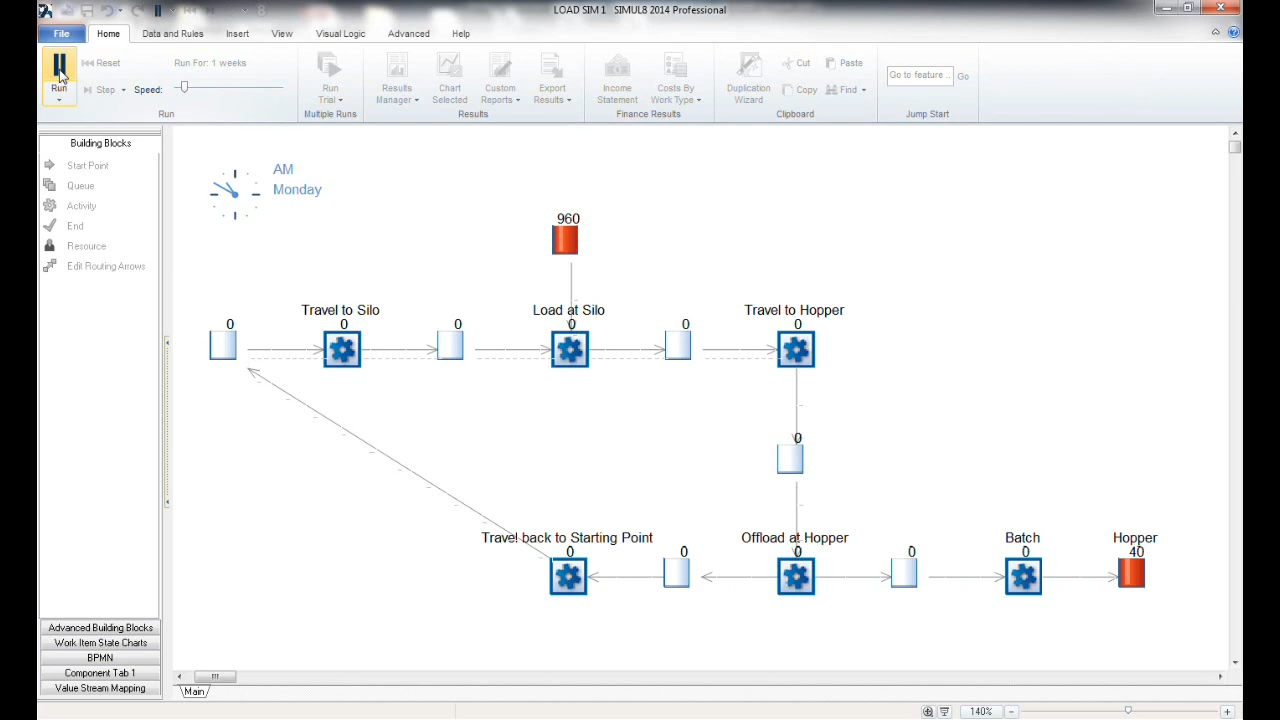 LOAD SIM 1 - SIMUL8 2014 Professional
File Home Data and Rules Insert View Visual Logic Advanced Help
Reset Run For: 1 weeks
Run Step Speed:
Run
Run Trial
Multiple Runs
Results Manager
Chart Selected
Custom Reports
Export Results
Results
Income Statement
Costs By Work Type
Finance Results
Duplication Wizard
Cut Paste
Copy Find
Clipboard
Go to feature ... Go
Jump Start
Building Blocks
Start Point
Queue
Activity
End
Resource
Edit Routing Arrows
AM
Monday
960
Travel to Silo Load at Silo Travel to Hopper
0 0 0 0 0 0
0
Travel back to Starting Point Offload at Hopper Batch Hopper
0 0 0 0 0 40
Advanced Building Blocks
Work Item State Charts
BPMN
Component Tab 1
Value Stream Mapping
Main
140%